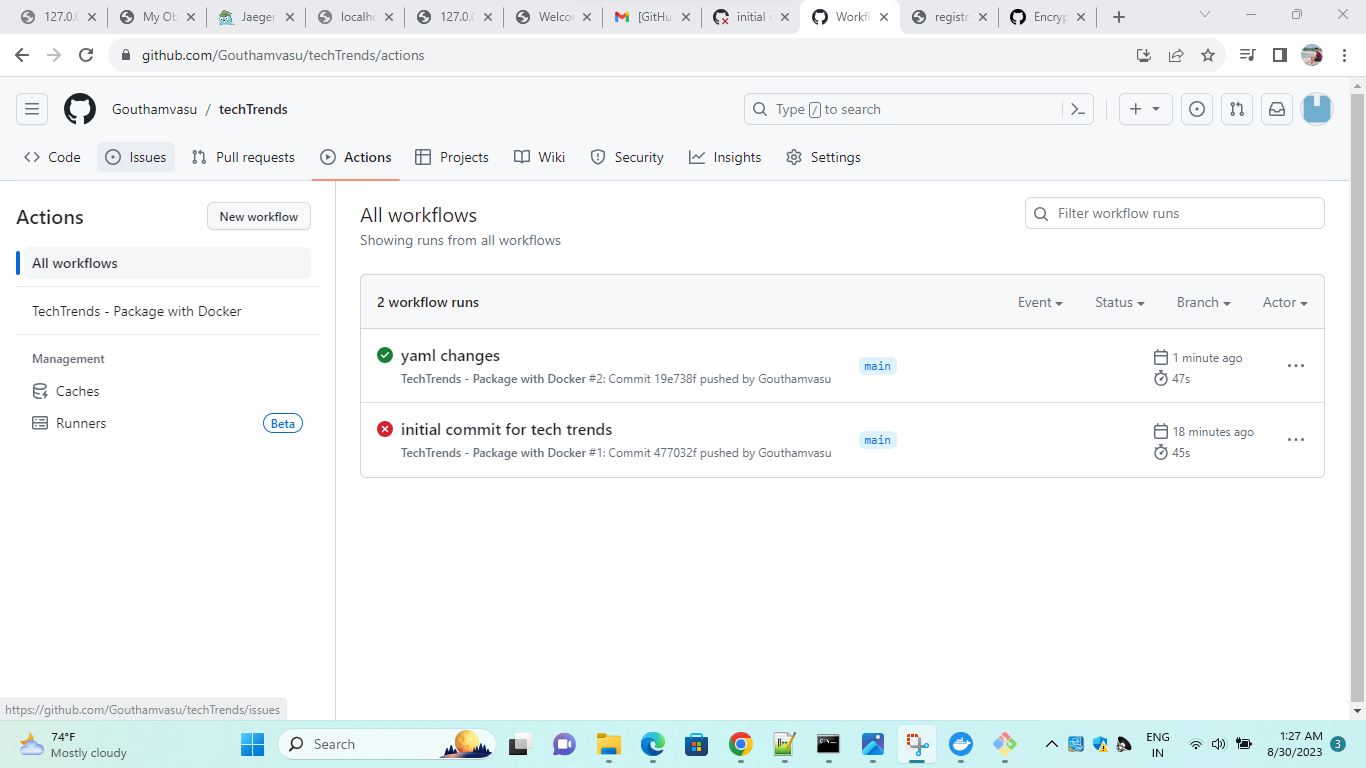 127.0.0
My Ob
Jaeger
localho
127.0.0
Welcon
[GitHu
initial c
Workfl
registr
Encryp
github.com/Gouthamvasu/techTrends/actions
Gouthamvasu / techTrends
Type / to search
Code
Issues
Pull requests
Actions
Projects
Wiki
Security
Insights
Settings
Actions
New workflow
All workflows
TechTrends - Package with Docker
Management
Caches
Runners
Beta
All workflows
Showing runs from all workflows
Filter workflow runs
2 workflow runs
Event
Status
Branch
Actor
yaml changes
TechTrends - Package with Docker #2: Commit 19e738f pushed by Gouthamvasu
main
1 minute ago
47s
initial commit for tech trends
TechTrends - Package with Docker #1: Commit 477032f pushed by Gouthamvasu
main
18 minutes ago
45s
https://github.com/Gouthamvasu/techTrends/issues
74°F
Mostly cloudy
Search
ENG
IN
1:27 AM
8/30/2023
3